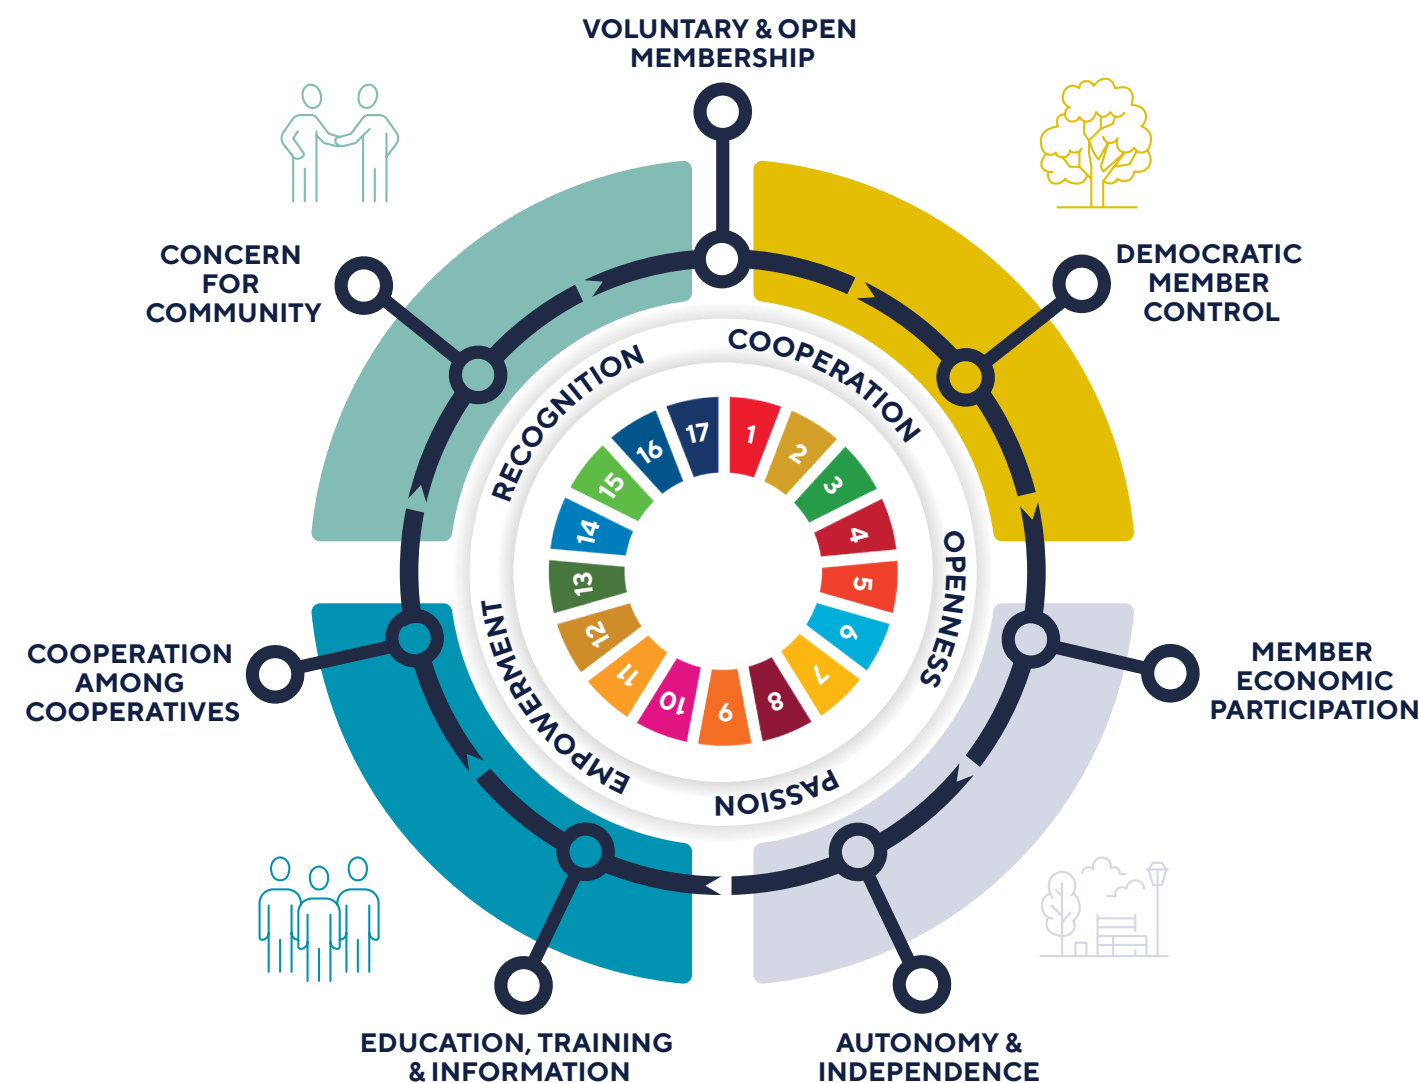 VOLUNTARY & OPEN
MEMBERSHIP
DEMOCRATIC
MEMBER
CONTROL
MEMBER
ECONOMIC
PARTICIPATION
AUTONOMY &
INDEPENDENCE
EDUCATION, TRAINING
& INFORMATION
COOPERATION
AMONG
COOPERATIVES
CONCERN
FOR
COMMUNITY
COOPERATION
OPENNESS
PASSION
EMPOWERMENT
RECOGNITION
1
2
3
4
5
6
7
8
9
10
11
12
13
14
15
16
17